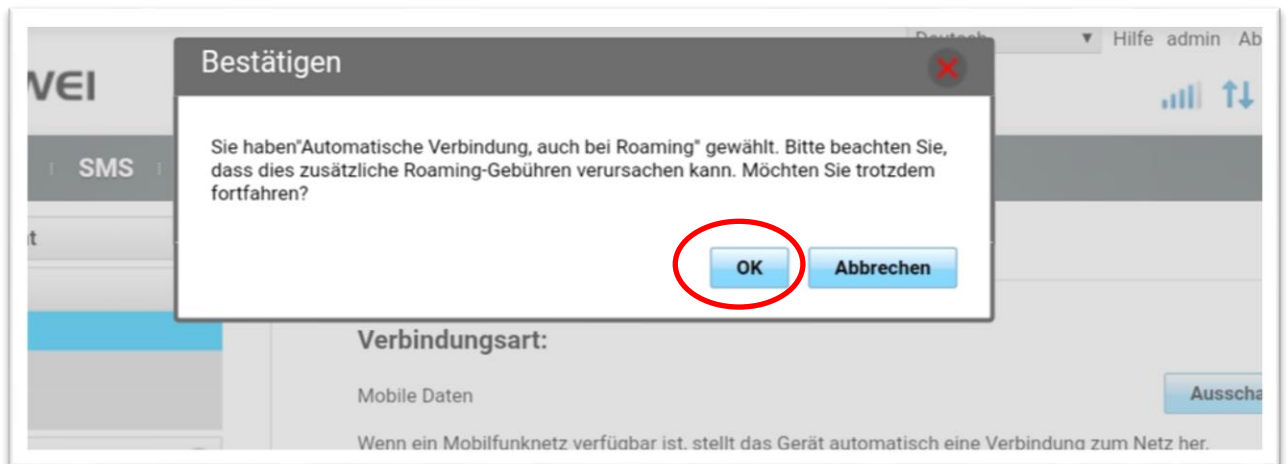 Bestätigen
Hilfe admin Ab
SMS
Sie haben"Automatische Verbindung, auch bei Roaming" gewählt. Bitte beachten Sie,
dass dies zusätzliche Roaming-Gebühren verursachen kann. Möchten Sie trotzdem
fortfahren?
OK Abbrechen
Verbindungsart:
Mobile Daten Ausscha
Wenn ein Mobilfunknetz verfügbar ist, stellt das Gerät automatisch eine Verbindung zum Netz her.